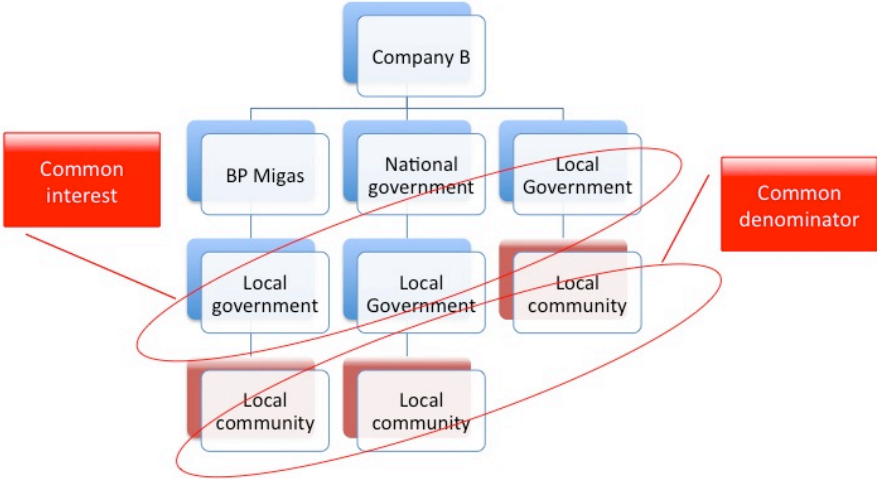 Company B
Common
interest
BP Migas
National
government
Local
Government
Common
denominator
Local
government
Local
Government
Local
community
Local
community
Local
community